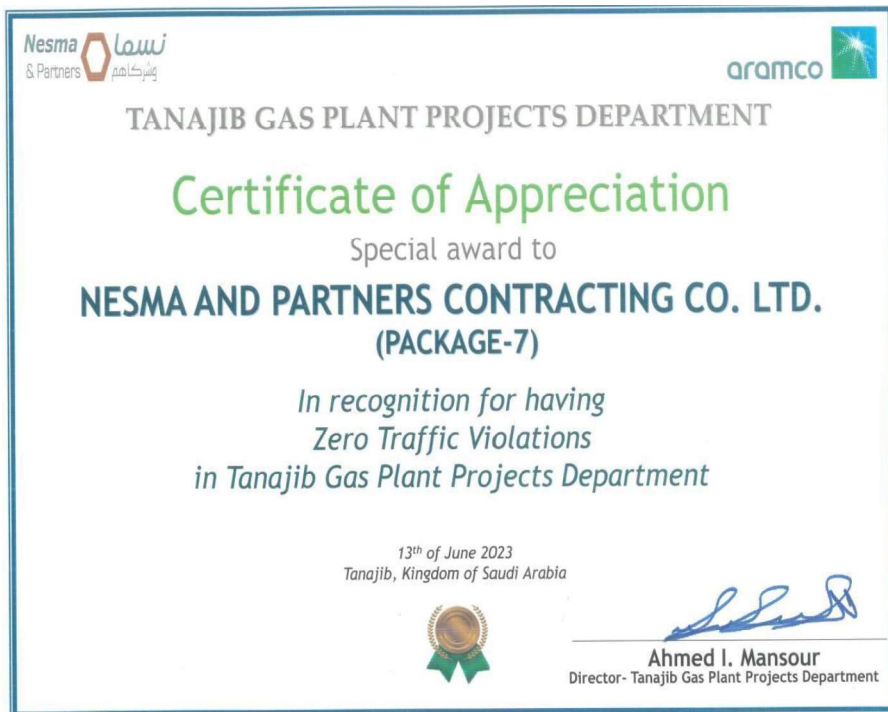 Nesma نسما
& Partners وشركاهم
aramco
TANAJIB GAS PLANT PROJECTS DEPARTMENT
Certificate of Appreciation
Special award to
NESMA AND PARTNERS CONTRACTING CO. LTD.
(PACKAGE-7)
In recognition for having
Zero Traffic Violations
in Tanajib Gas Plant Projects Department
13th of June 2023
Tanajib, Kingdom of Saudi Arabia
Ahmed I. Mansour
Director- Tanajib Gas Plant Projects Department